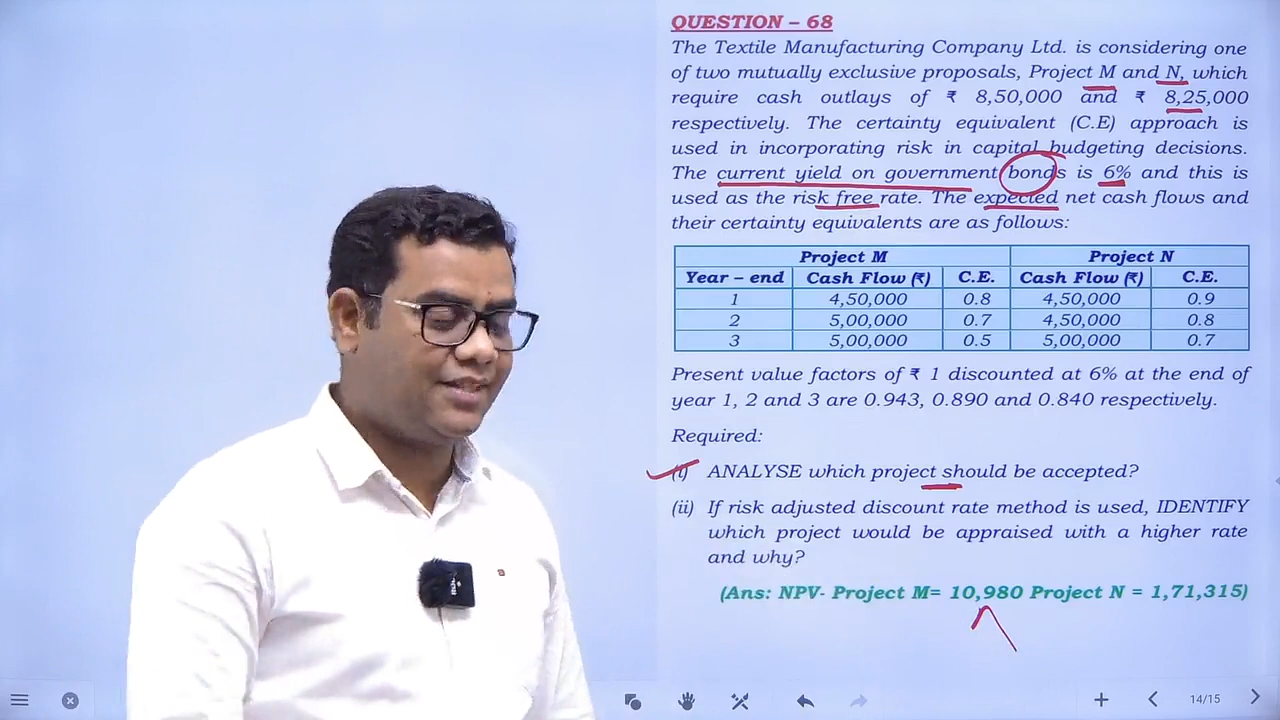 QUESTION – 68
The Textile Manufacturing Company Ltd. is considering one
of two mutually exclusive proposals, Project M and N, which
require cash outlays of ₹ 8,50,000 and ₹ 8,25,000
respectively. The certainty equivalent (C.E) approach is
used in incorporating risk in capital budgeting decisions.
The current yield on government bonds is 6% and this is
used as the risk free rate. The expected net cash flows and
their certainty equivalents are as follows:
Project M Project N
Year – end Cash Flow (₹) C.E. Cash Flow (₹) C.E.
1 4,50,000 0.8 4,50,000 0.9
2 5,00,000 0.7 4,50,000 0.8
3 5,00,000 0.5 5,00,000 0.7
Present value factors of ₹ 1 discounted at 6% at the end of
year 1, 2 and 3 are 0.943, 0.890 and 0.840 respectively.
Required:
(i) ANALYSE which project should be accepted?
(ii) If risk adjusted discount rate method is used, IDENTIFY
which project would be appraised with a higher rate
and why?
(Ans: NPV- Project M= 10,980 Project N = 1,71,315)
14/15